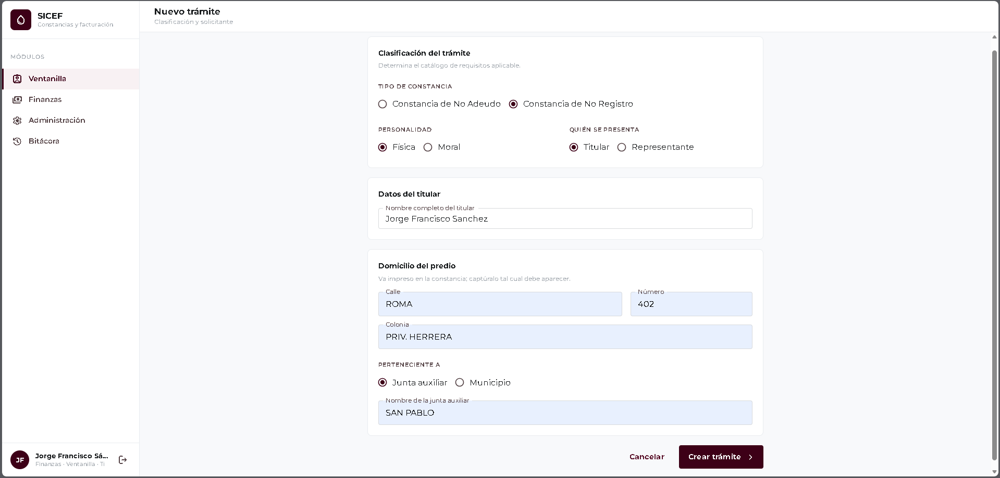 SICEF
Constancias y facturación
MÓDULOS
Ventanilla
Finanzas
Administración
Bitácora
JF
Jorge Francisco Sá...
Finanzas · Ventanilla · Ti
Nuevo trámite
Clasificación y solicitante
Clasificación del trámite
Determina el catálogo de requisitos aplicable.
TIPO DE CONSTANCIA
Constancia de No Adeudo Constancia de No Registro
PERSONALIDAD QUIÉN SE PRESENTA
Física Moral Titular Representante
Datos del titular
Nombre completo del titular
Jorge Francisco Sanchez
Domicilio del predio
Va impreso en la constancia; captúralo tal cual debe aparecer.
Calle Número
ROMA 402
Colonia
PRIV. HERRERA
PERTENECIENTE A
Junta auxiliar Municipio
Nombre de la junta auxiliar
SAN PABLO
Cancelar Crear trámite